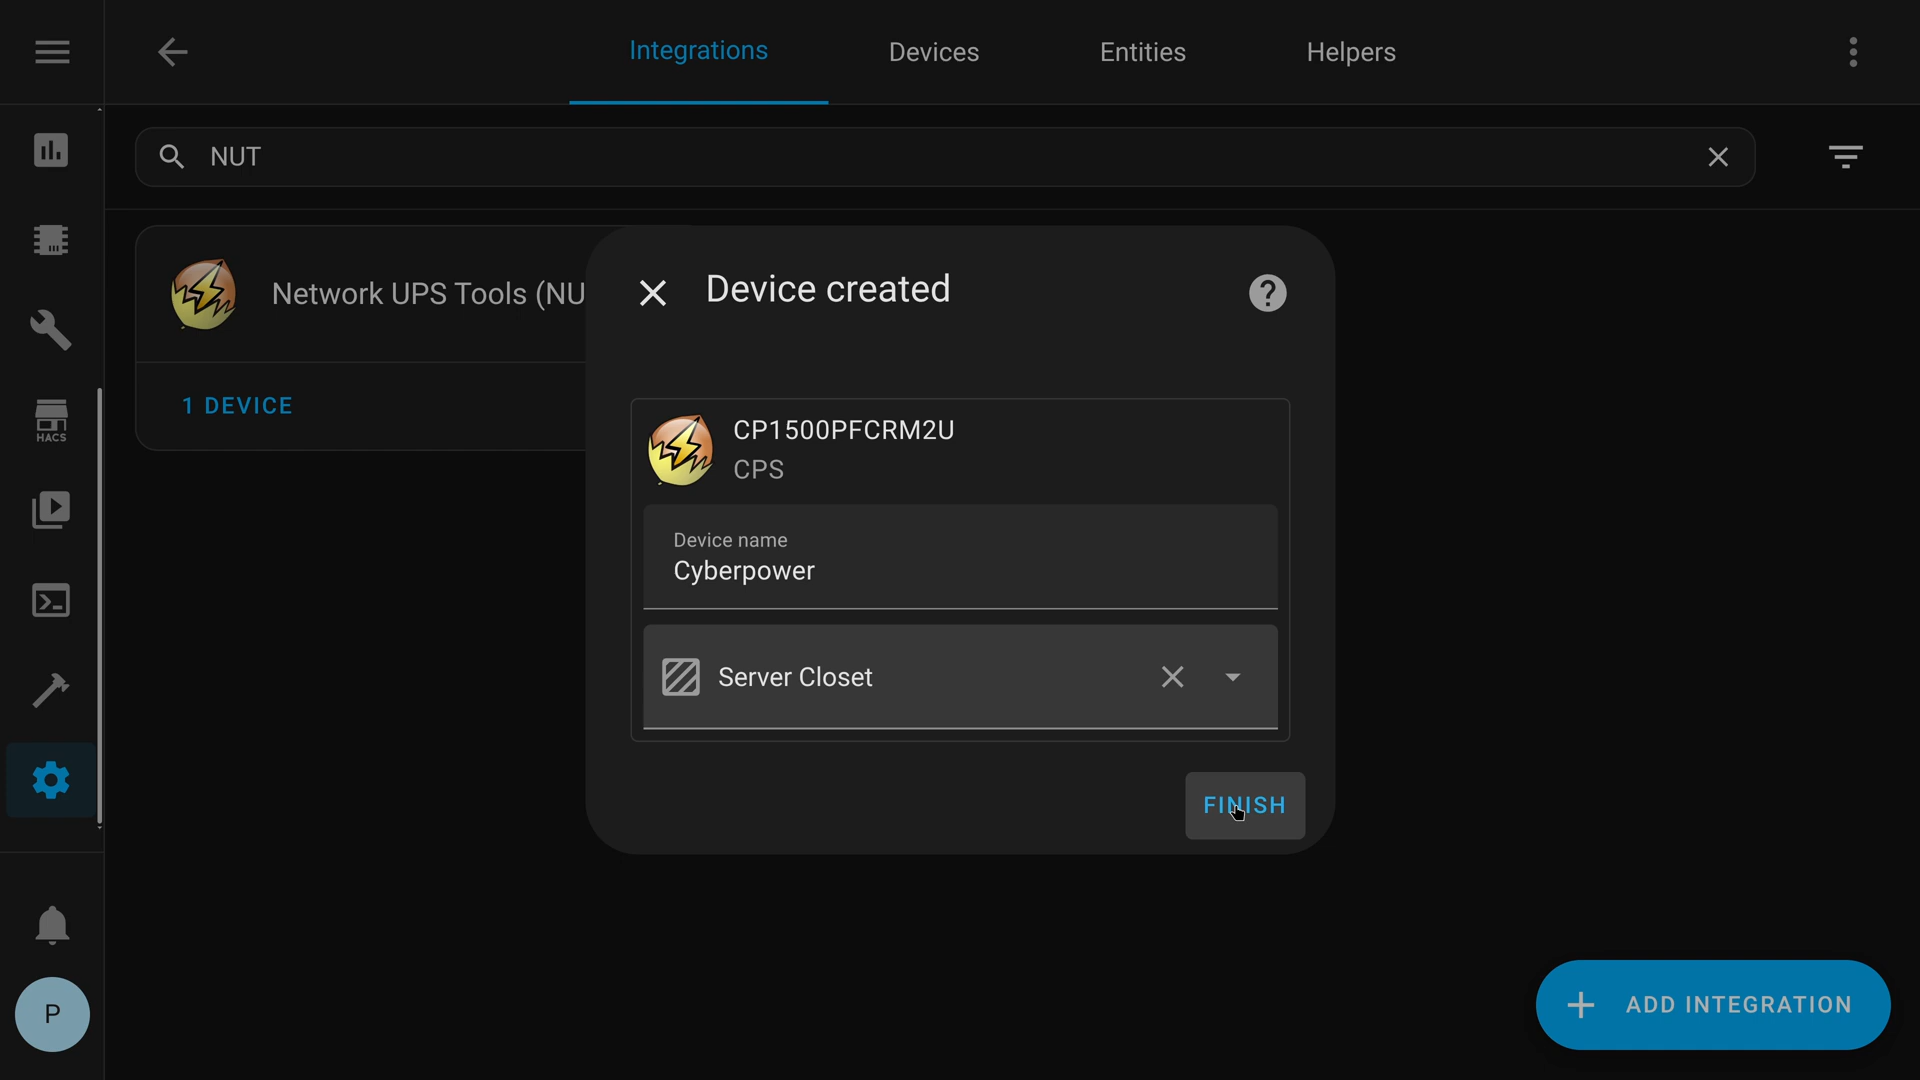 Integrations
Devices
Entities
Helpers
NUT
Network UPS Tools (NU
1 DEVICE
HACS
Device created
CP1500PFCRM2U
CPS
Device name
Cyberpower
Server Closet
FINISH
P
ADD INTEGRATION